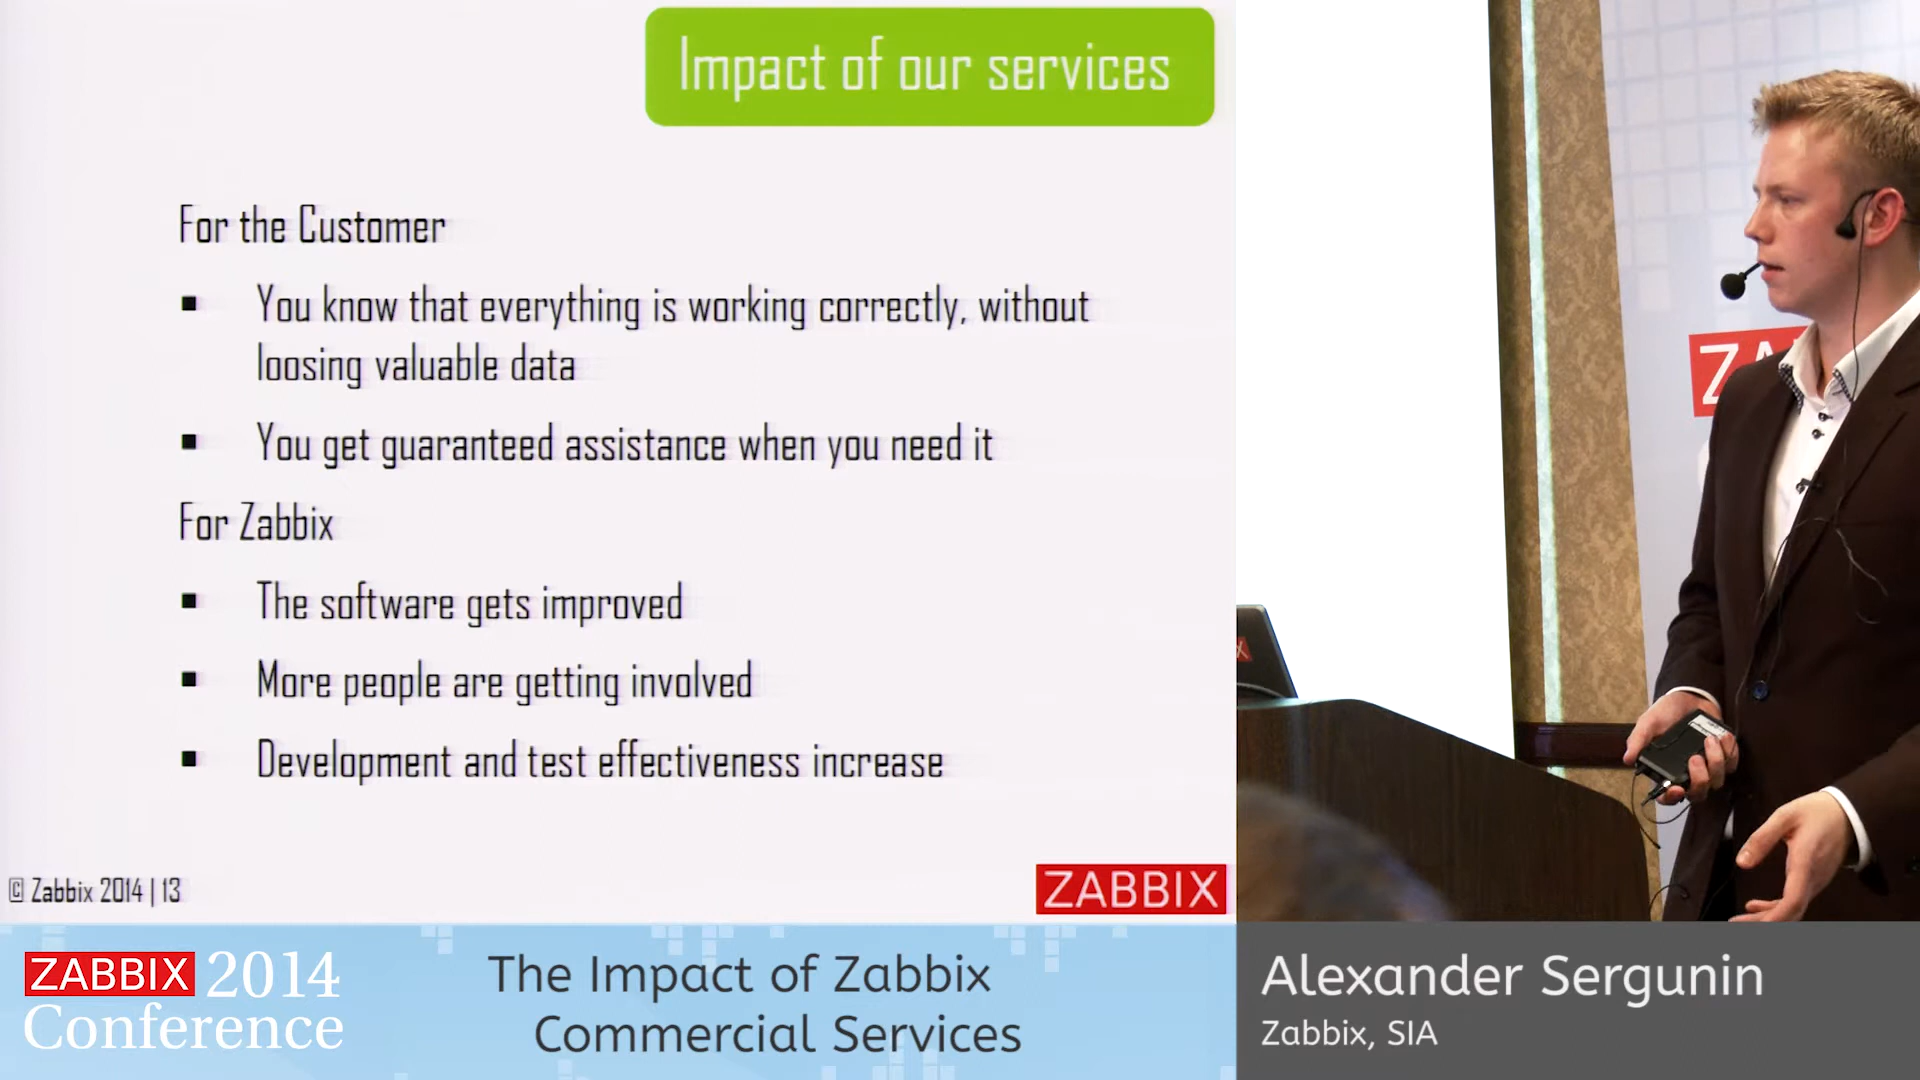 Impact of our services
For the Customer
▪ You know that everything is working correctly, without
loosing valuable data
▪ You get guaranteed assistance when you need it
For Zabbix
▪ The software gets improved
▪ More people are getting involved
▪ Development and test effectiveness increase
© Zabbix 2014 | 13
ZABBIX
ZABBIX 2014
Conference
The Impact of Zabbix
Commercial Services
Alexander Sergunin
Zabbix, SIA